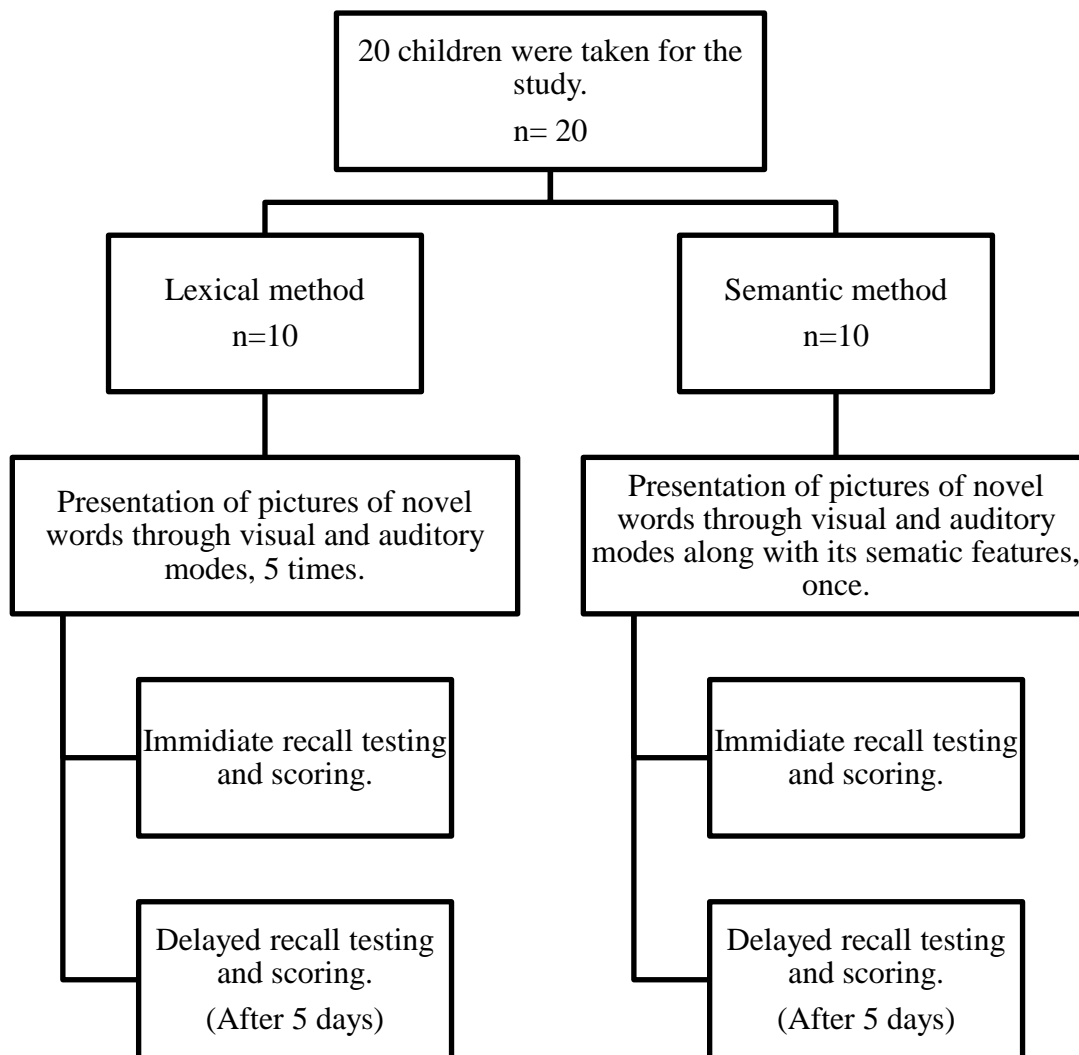 20 children were taken for the
study.
n= 20
Lexical method
n=10
Semantic method
n=10
Presentation of pictures of novel
words through visual and auditory
modes, 5 times.
Presentation of pictures of novel
words through visual and auditory
modes along with its sematic features,
once.
Immidiate recall testing
and scoring.
Immidiate recall testing
and scoring.
Delayed recall testing
and scoring.
(After 5 days)
Delayed recall testing
and scoring.
(After 5 days)